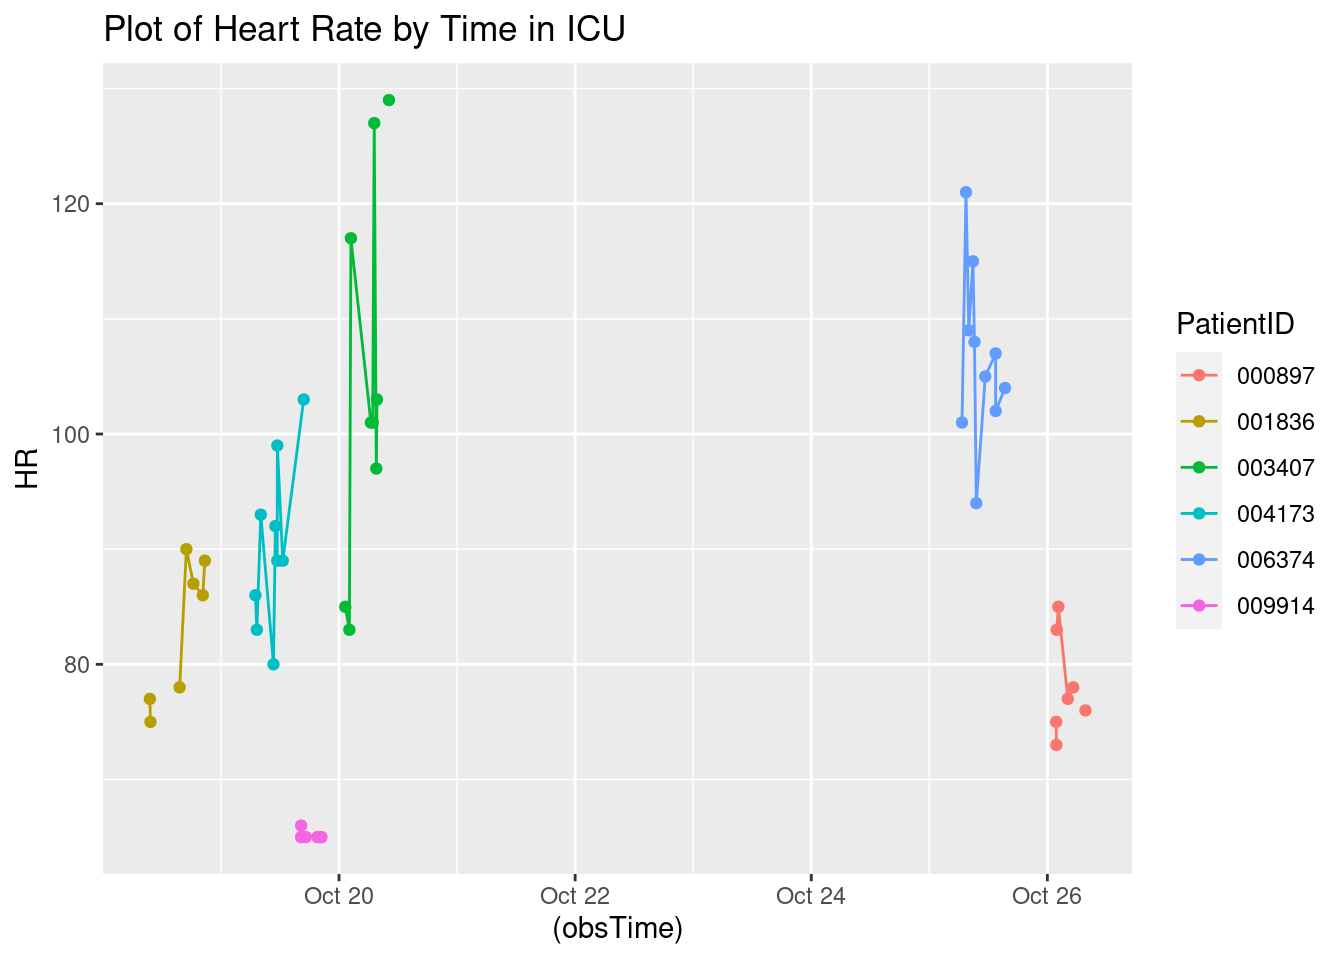 Plot of Heart Rate by Time in ICU
HR
120
100
80
Oct 20
Oct 22
Oct 24
Oct 26
(obsTime)
PatientID
000897
001836
003407
004173
006374
009914